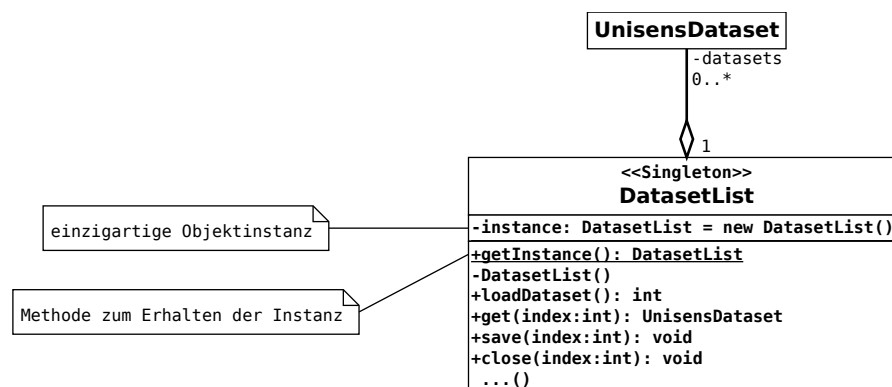 UnisensDataset
-datasets
0..*
1
<<Singleton>>
DatasetList
-instance: DatasetList = new DatasetList()
einzigartige Objektinstanz
+getInstance(): DatasetList
-DatasetList()
+loadDataset(): int
Methode zum Erhalten der Instanz
+get(index:int): UnisensDataset
+save(index:int): void
+close(index:int): void
...()